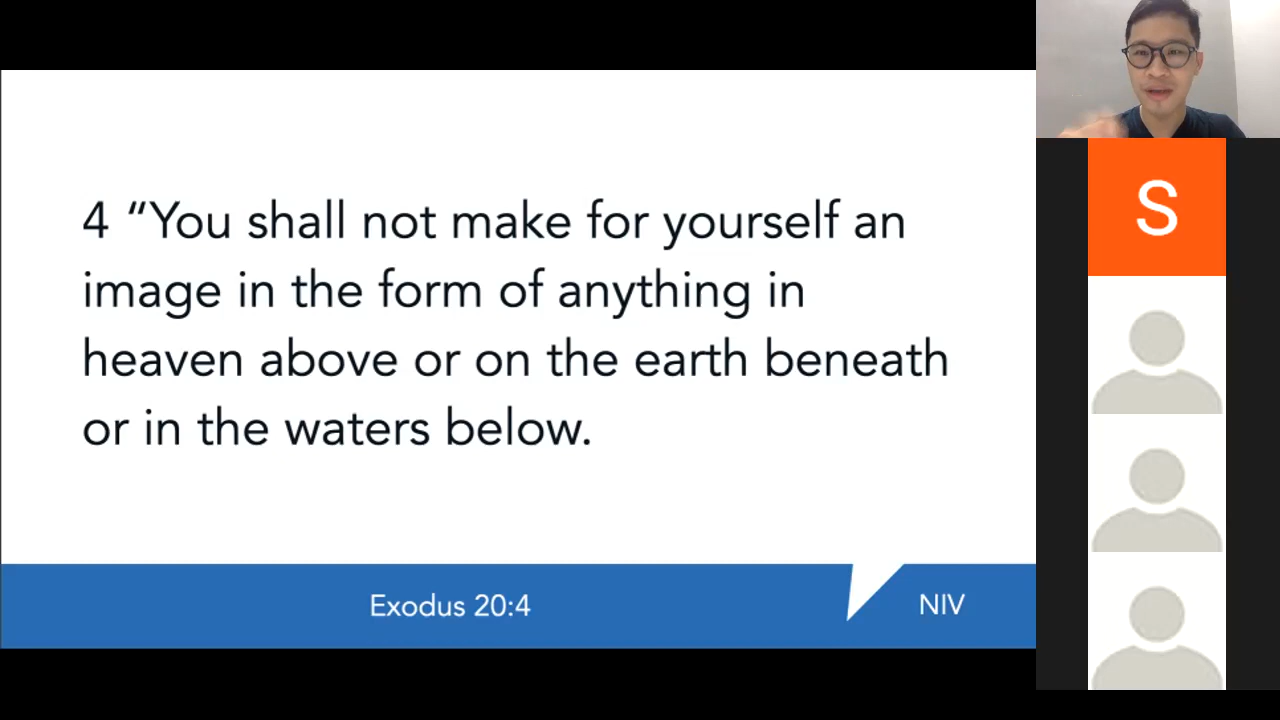 4 “You shall not make for yourself an
image in the form of anything in
heaven above or on the earth beneath
or in the waters below.
Exodus 20:4
NIV
S